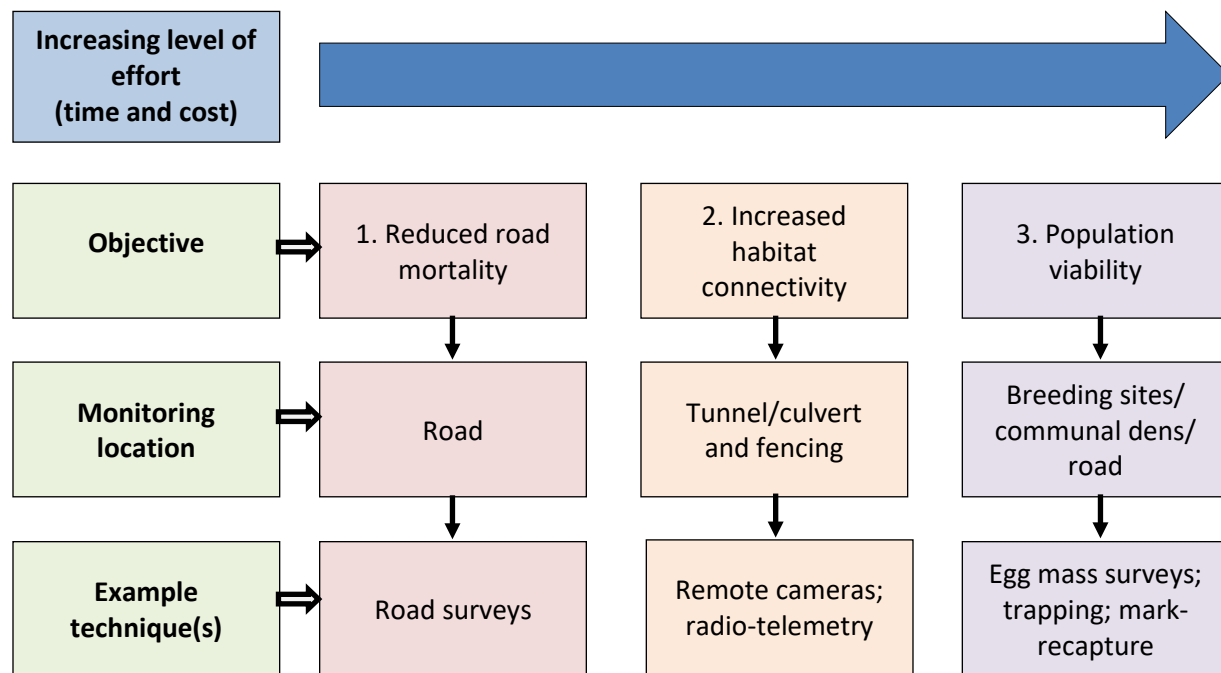 Increasing level of
effort
(time and cost)
Objective
1. Reduced road
mortality
2. Increased
habitat
connectivity
3. Population
viability
Monitoring
location
Road
Tunnel/culvert
and fencing
Breeding sites/
communal dens/
road
Example
technique(s)
Road surveys
Remote cameras;
radio-telemetry
Egg mass surveys;
trapping; mark-
recapture